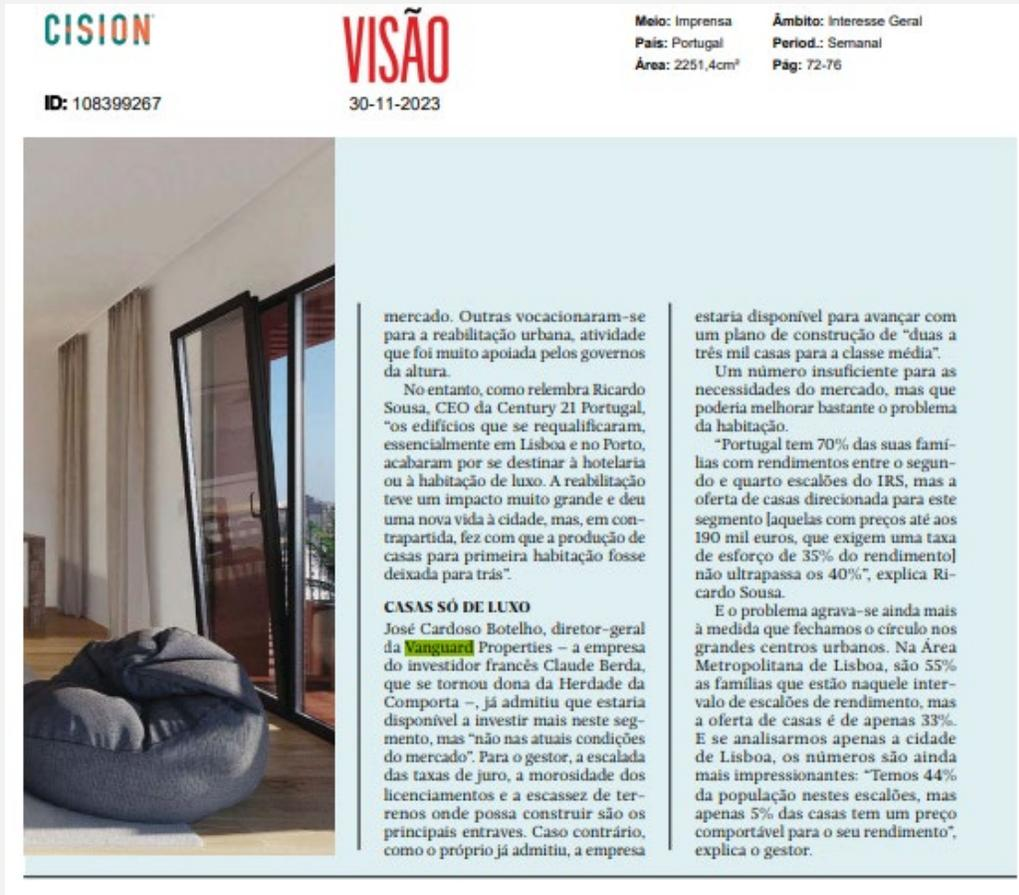 CISION
VISÃO
Meio: Imprensa
País: Portugal
Área: 2251,4cm²
Âmbito: Interesse Geral
Period.: Semanal
Pág: 72-76
ID: 108399267
30-11-2023
mercado. Outras vocacionaram-se
para a reabilitação urbana, atividade
que foi muito apoiada pelos governos
da altura.
No entanto, como relembra Ricardo
Sousa, CEO da Century 21 Portugal,
“os edifícios que se requalificaram,
essencialmente em Lisboa e no Porto,
acabaram por se destinar à hotelaria
ou à habitação de luxo. A reabilitação
teve um impacto muito grande e deu
uma nova vida à cidade, mas, em con-
trapartida, fez com que a produção de
casas para primeira habitação fosse
deixada para trás”.
CASAS SÓ DE LUXO
José Cardoso Botelho, diretor-geral
da Vanguard Properties – a empresa
do investidor francês Claude Berda,
que se tornou dona da Herdade da
Comporta –, já admitiu que estaria
disponível a investir mais neste seg-
mento, mas “não nas atuais condições
do mercado”. Para o gestor, a escalada
das taxas de juro, a morosidade dos
licenciamentos e a escassez de ter-
renos onde possa construir são os
principais entraves. Caso contrário,
como o próprio já admitiu, a empresa
estaria disponível para avançar com
um plano de construção de “duas a
três mil casas para a classe média”.
Um número insuficiente para as
necessidades do mercado, mas que
poderia melhorar bastante o problema
da habitação.
“Portugal tem 70% das suas famí-
lias com rendimentos entre o segun-
do e quarto escalões do IRS, mas a
oferta de casas direcionada para este
segmento [aquelas com preços até aos
190 mil euros, que exigem uma taxa
de esforço de 35% do rendimento]
não ultrapassa os 40%”, explica Ri-
cardo Sousa.
E o problema agrava-se ainda mais
à medida que fechamos o círculo nos
grandes centros urbanos. Na Área
Metropolitana de Lisboa, são 55%
as famílias que estão naquele inter-
valo de escalões de rendimento, mas
a oferta de casas é de apenas 33%.
E se analisarmos apenas a cidade
de Lisboa, os números são ainda
mais impressionantes: “Temos 44%
da população nestes escalões, mas
apenas 5% das casas tem um preço
comportável para o seu rendimento”,
explica o gestor.